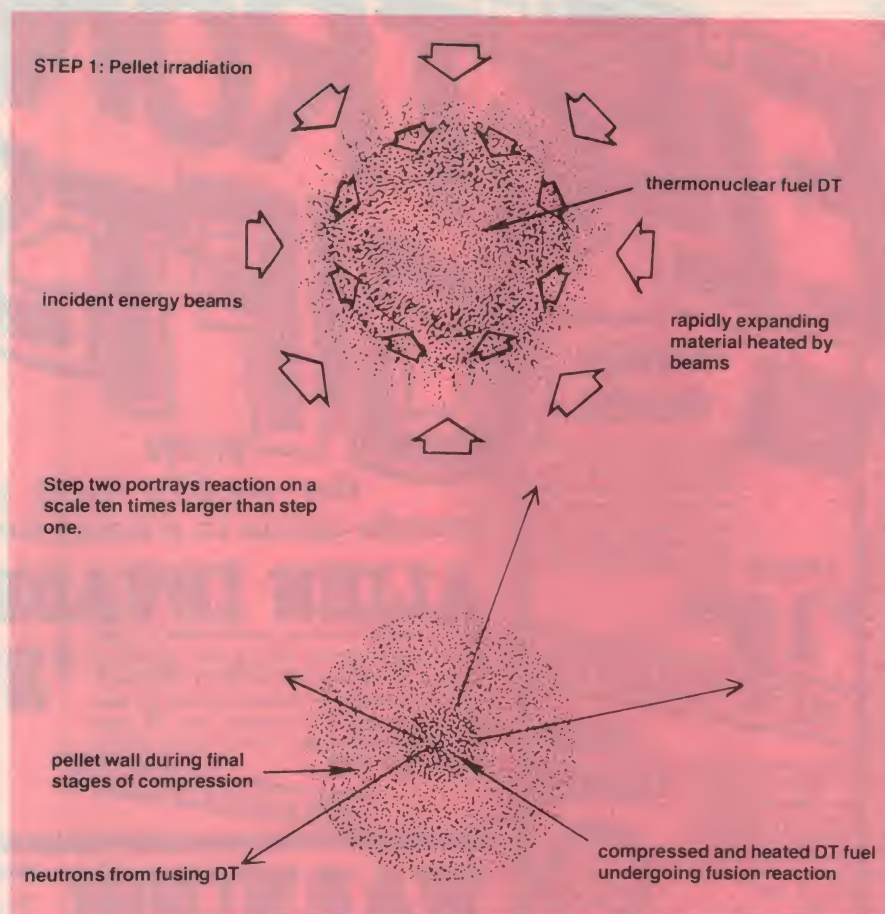 STEP 1: Pellet irradiation
thermonuclear fuel DT
incident energy beams
rapidly expanding
material heated by
beams
Step two portrays reaction on a
scale ten times larger than step
one.
pellet wall during final
stages of compression
neutrons from fusing DT
compressed and heated DT fuel
undergoing fusion reaction